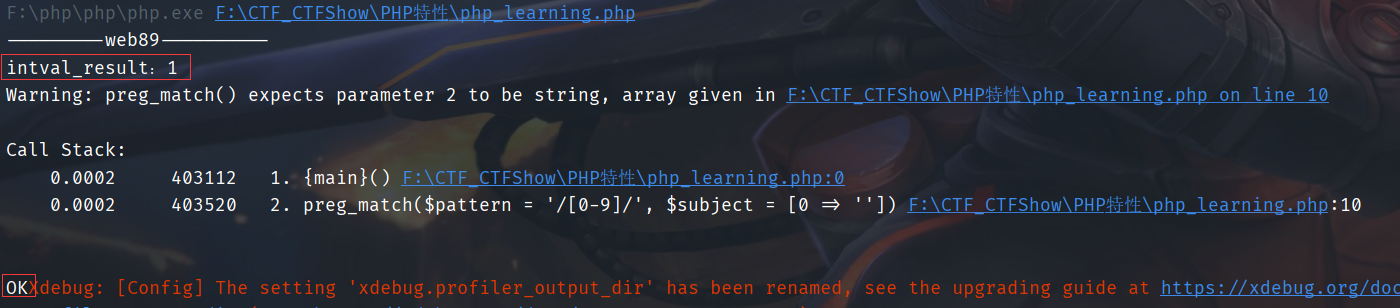 F:\php\php\php.exe F:\CTF_CTFShow\PHP特性\php_learning.php
----------web89-----------
intval_result：1
Warning: preg_match() expects parameter 2 to be string, array given in F:\CTF_CTFShow\PHP特性\php_learning.php on line 10
Call Stack:
0.0002 403112 1. {main}() F:\CTF_CTFShow\PHP特性\php_learning.php:0
0.0002 403520 2. preg_match($pattern = '/[0-9]/', $subject = [0 => '']) F:\CTF_CTFShow\PHP特性\php_learning.php:10
OKXdebug: [Config] The setting 'xdebug.profiler_output_dir' has been renamed, see the upgrading guide at https://xdebug.org/doc